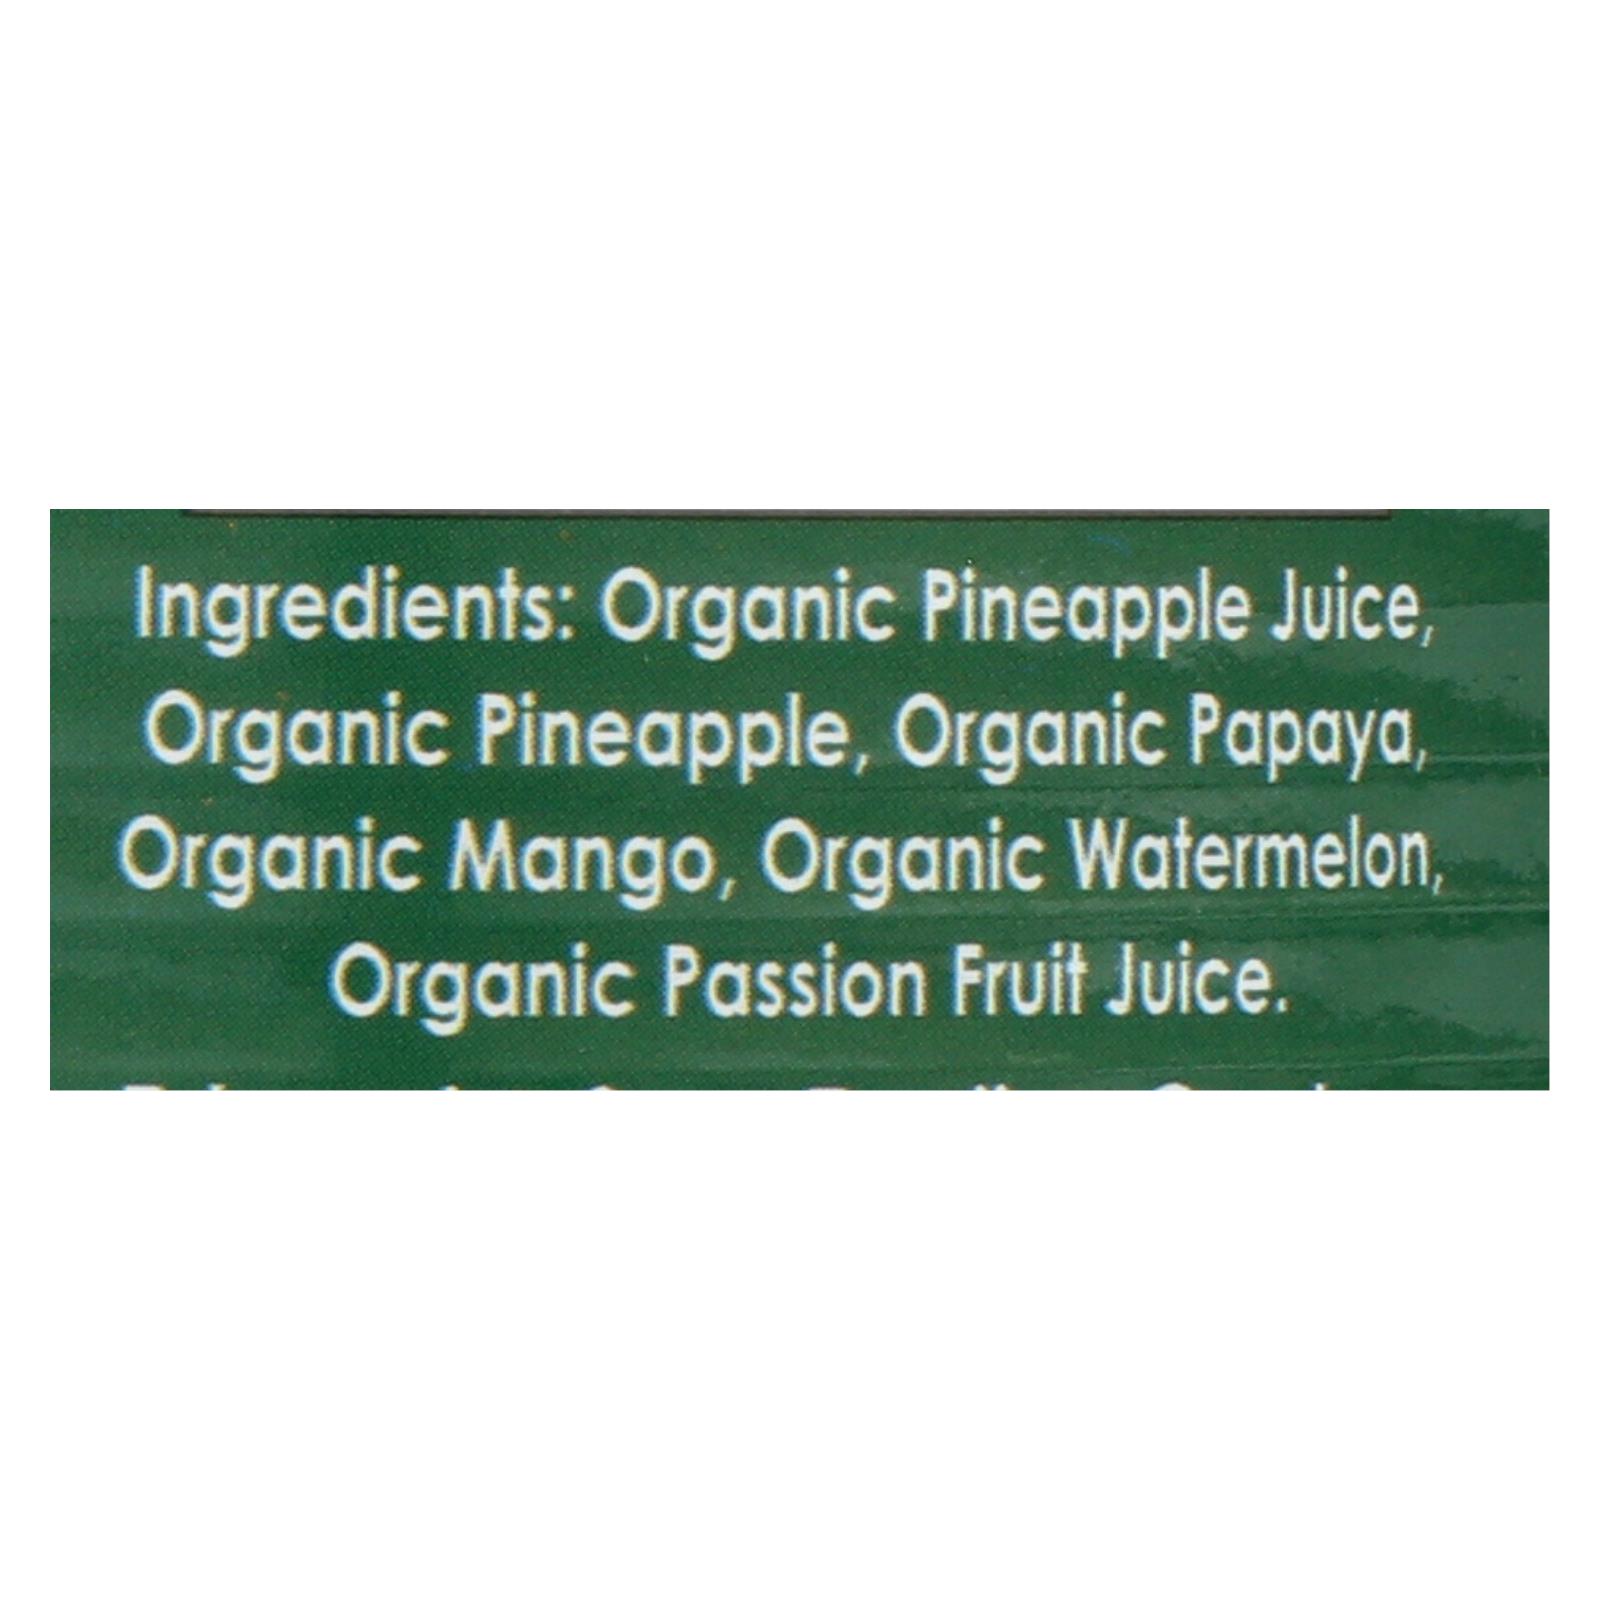 Ingredients: Organic Pineapple Juice,
Organic Pineapple, Organic Papaya,
Organic Mango, Organic Watermelon,
Organic Passion Fruit Juice.